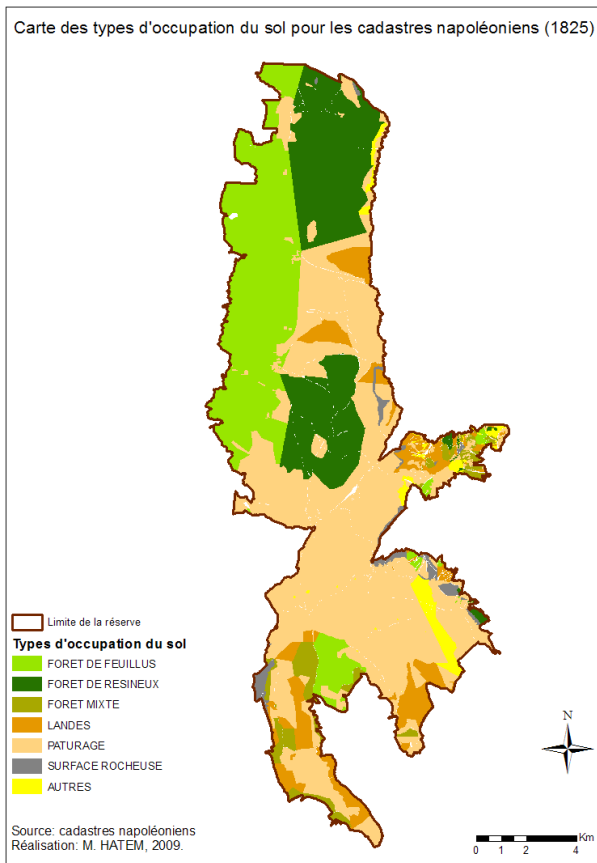 Carte des types d'occupation du sol pour les cadastres napoléoniens (1825)
Limite de la réserve
Types d'occupation du sol
FORET DE FEUILLUS
FORET DE RESINEUX
FORET MIXTE
LANDES
PATURAGE
SURFACE ROCHEUSE
AUTRES
Source: cadastres napoléoniens
Réalisation: M. HATEM, 2009.
N
Km
0 1 2 4